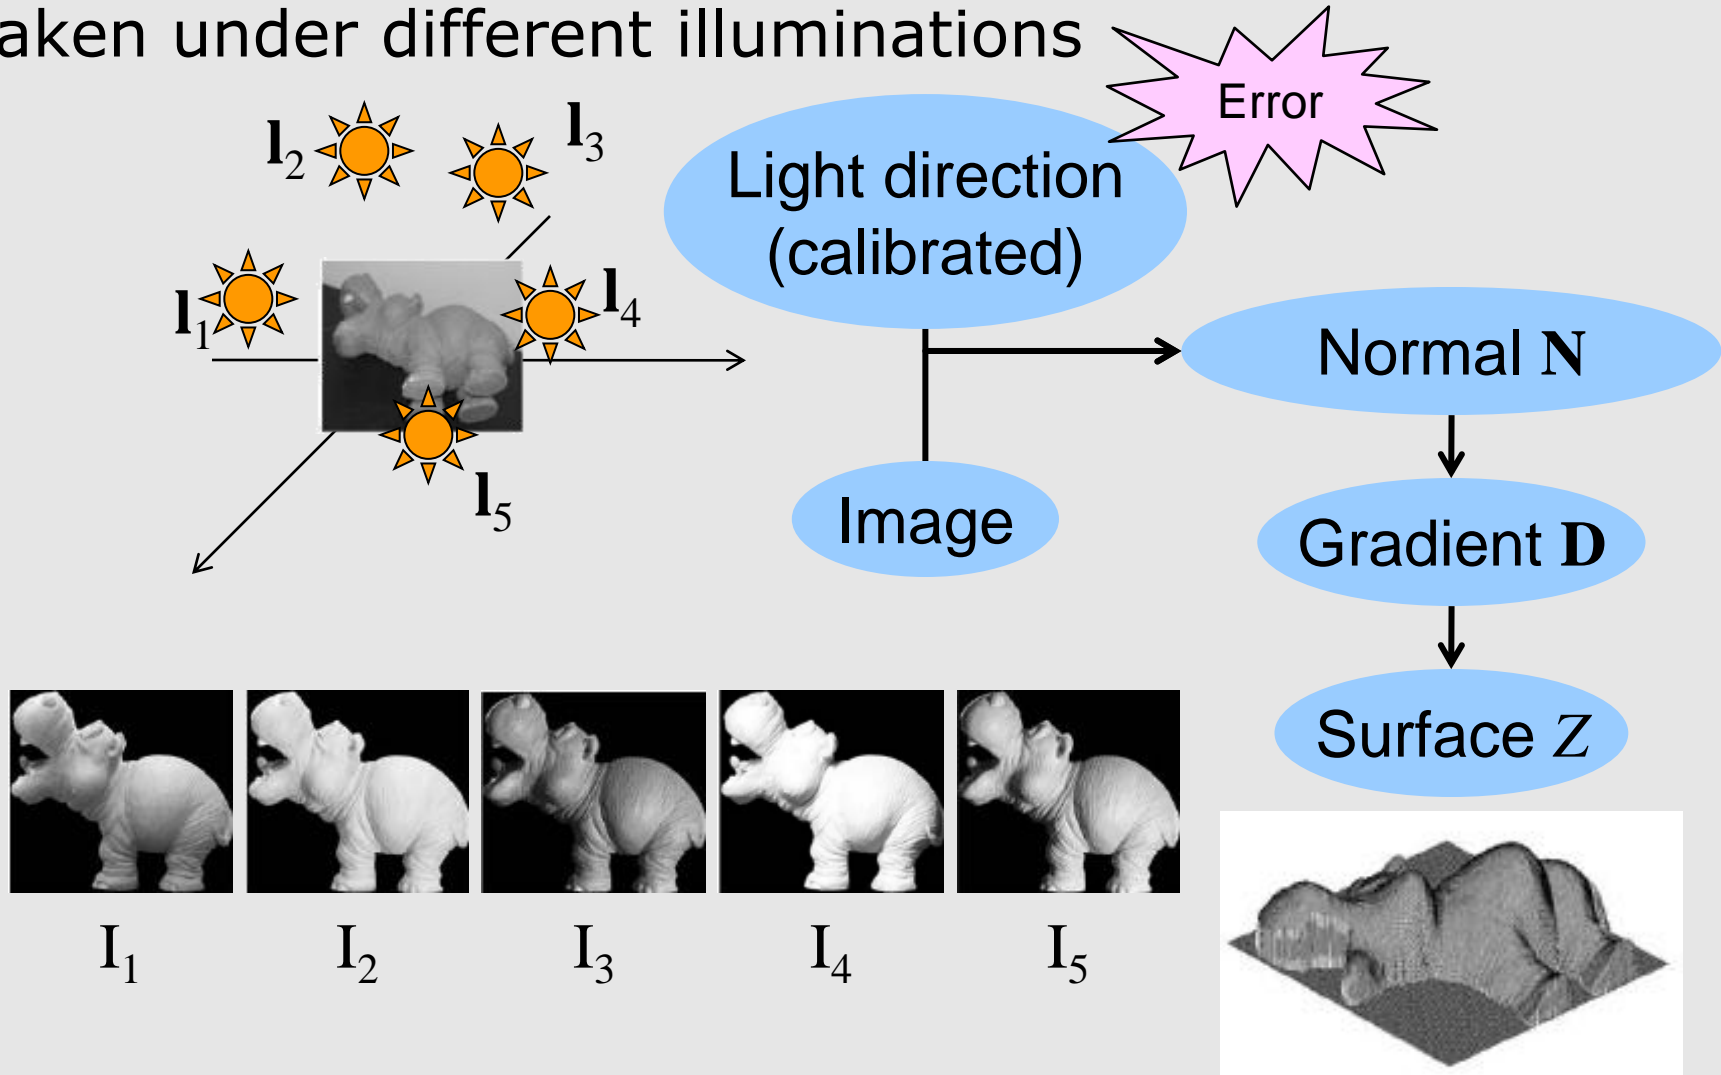 aken under different illuminations
Error
l2
l3
Light direction
(calibrated)
l1
l4
Normal N
l5
Image
Gradient D
Surface Z
I1
I2
I3
I4
I5